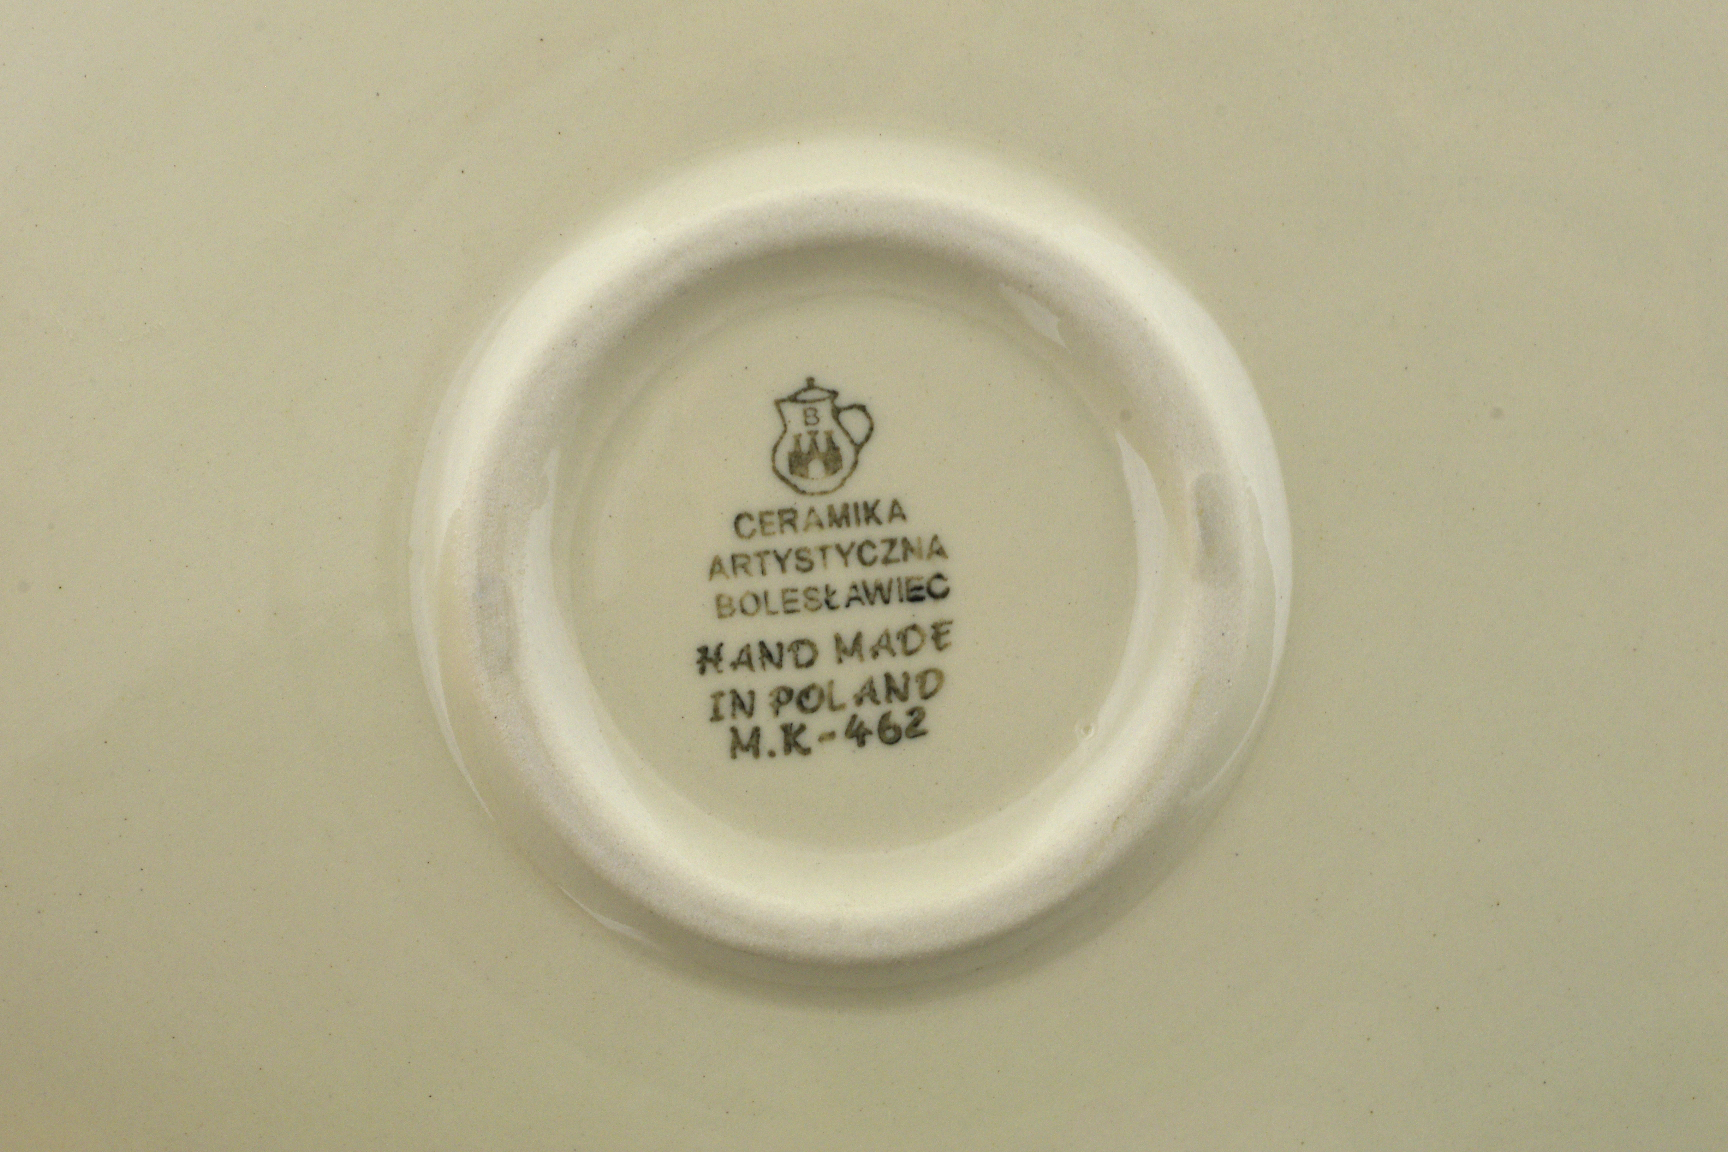 B
CERAMIKA
ARTYSTYCZNA
BOLESŁAWIEC
HAND MADE
IN POLAND
M.K-462